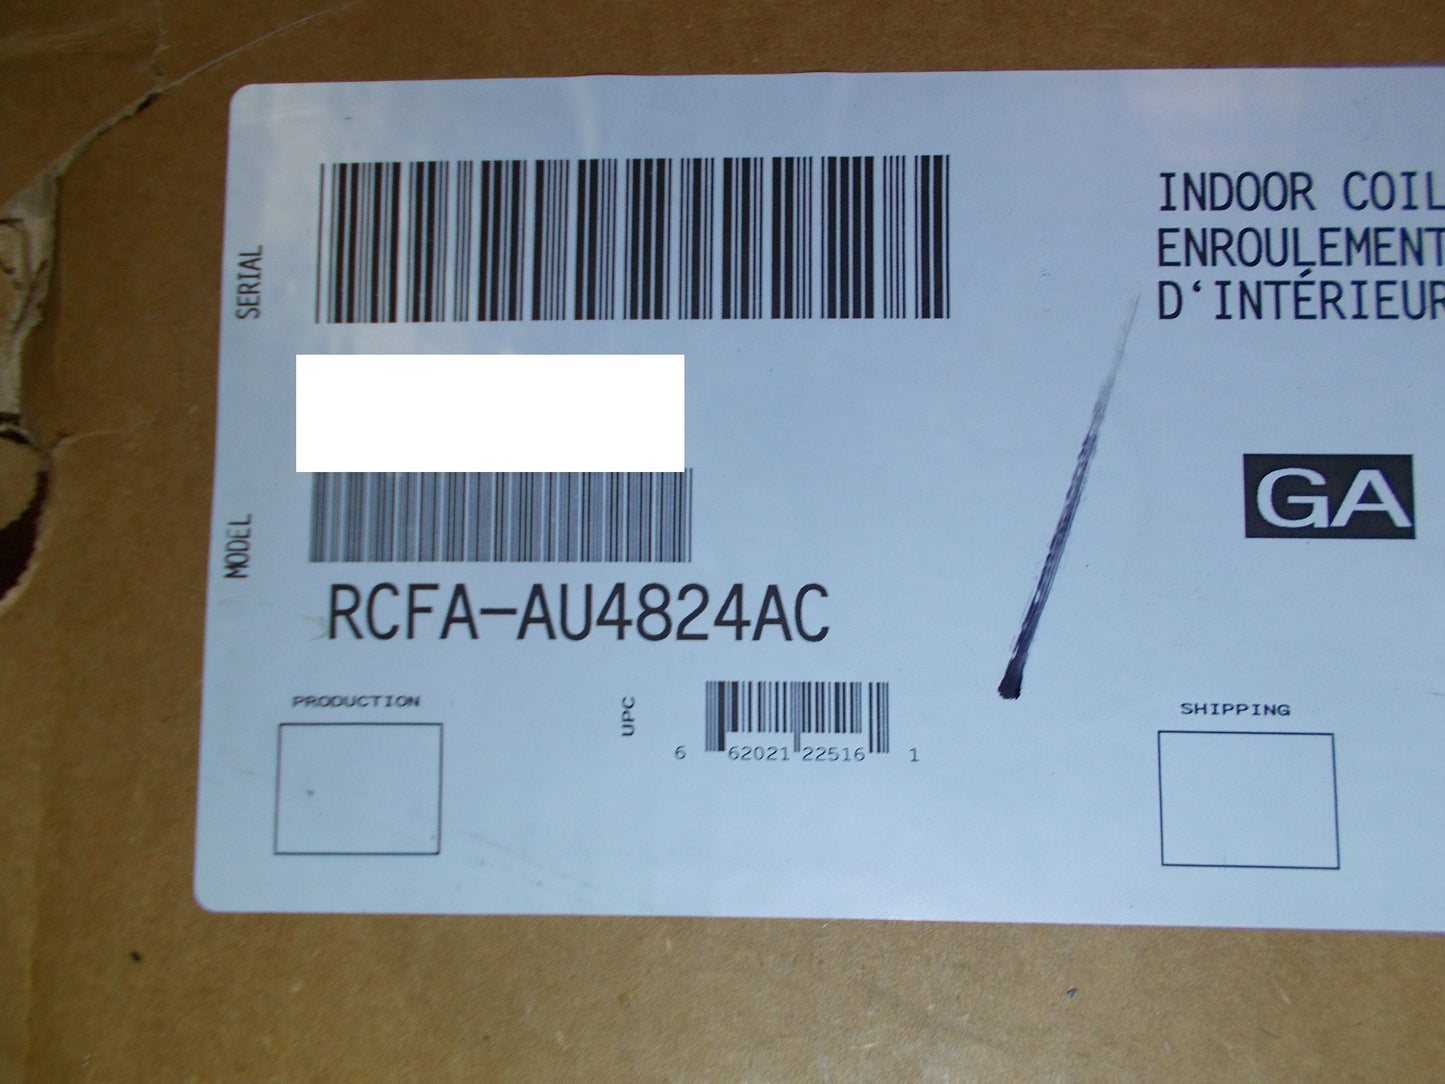 SERIAL
INDOOR COIL
ENROULEMENT
D'INTÉRIEUR
GA
MODEL
RCFA-AU4824AC
PRODUCTION
UPC
6 62021 22516 1
SHIPPING